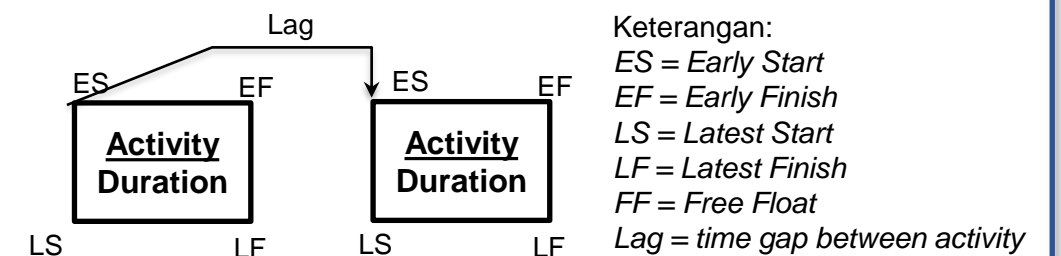 Lag
ES EF ES EF
Activity Activity
Duration Duration
LS LF LS LF
Keterangan:
ES = Early Start
EF = Early Finish
LS = Latest Start
LF = Latest Finish
FF = Free Float
Lag = time gap between activity